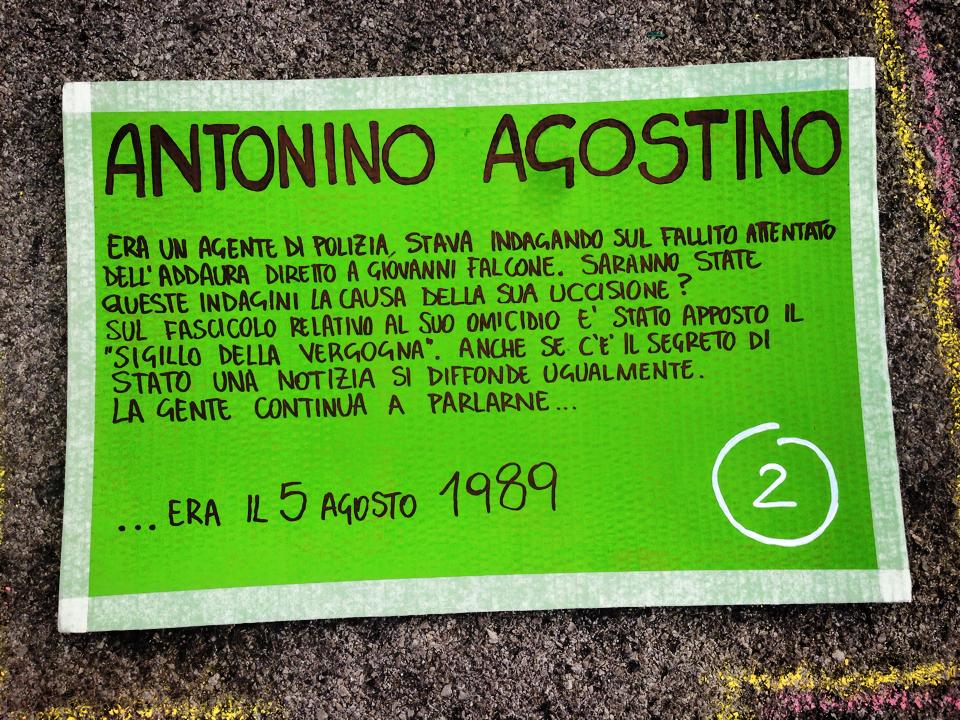 ANTONINO AGOSTINO
ERA UN AGENTE DI POLIZIA, STAVA INDAGANDO SUL FALLITO ATTENTATO
DELL'ADDAURA DIRETTO A GIOVANNI FALCONE. SARANNO STATE
QUESTE INDAGINI LA CAUSA DELLA SUA UCCISIONE?
SUL FASCICOLO RELATIVO AL SUO OMICIDIO E' STATO APPOSTO IL
"SIGILLO DELLA VERGOGNA". ANCHE SE C'E' IL SEGRETO DI
STATO UNA NOTIZIA SI DIFFONDE UGUALMENTE.
LA GENTE CONTINUA A PARLARNE...
... ERA IL 5 AGOSTO 1989
2